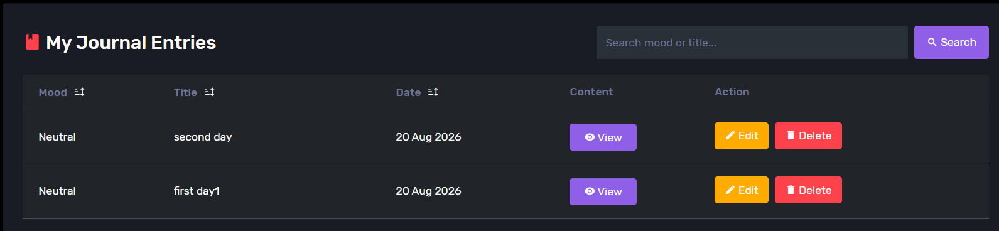 My Journal Entries
Search mood or title...
Search
Mood Title Date Content Action
Neutral second day 20 Aug 2026 View Edit Delete
Neutral first day1 20 Aug 2026 View Edit Delete